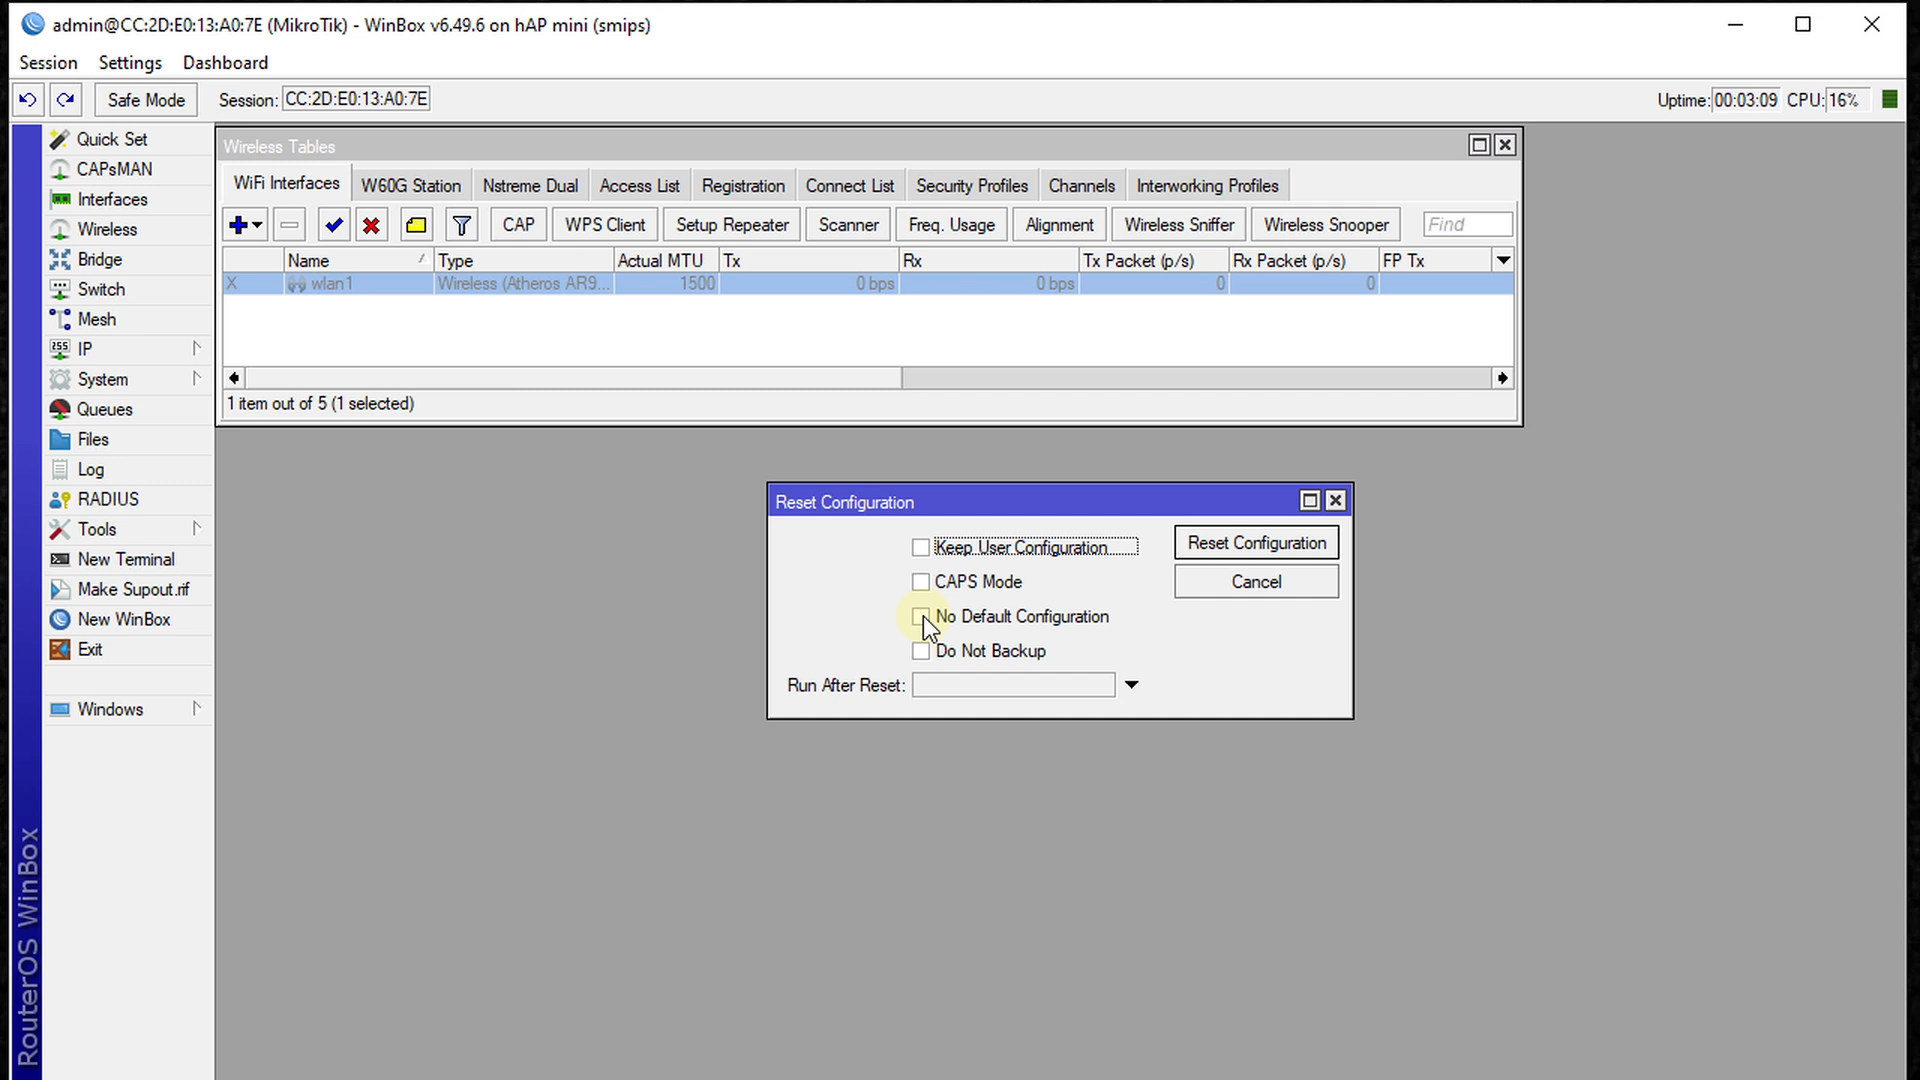 admin@CC:2D:E0:13:A0:7E (MikroTik) - WinBox v6.49.6 on hAP mini (smips)
Session Settings Dashboard
Safe Mode Session: CC:2D:E0:13:A0:7E Uptime: 00:03:09 CPU: 16%
Quick Set
CAPsMAN
Interfaces
Wireless
Bridge
Switch
Mesh
255 IP
System
Queues
Files
Log
RADIUS
Tools
New Terminal
Make Supout.rif
New WinBox
Exit
Windows
RouterOS WinBox
Wireless Tables
WiFi Interfaces W60G Station Nstreme Dual Access List Registration Connect List Security Profiles Channels Interworking Profiles
CAP WPS Client Setup Repeater Scanner Freq. Usage Alignment Wireless Sniffer Wireless Snooper Find
Name Type Actual MTU Tx Rx Tx Packet (p/s) Rx Packet (p/s) FP Tx
X wlan1 Wireless (Atheros AR9... 1500 0 bps 0 bps 0 0
1 item out of 5 (1 selected)
Reset Configuration
Keep User Configuration
CAPS Mode
No Default Configuration
Do Not Backup
Run After Reset:
Reset Configuration
Cancel